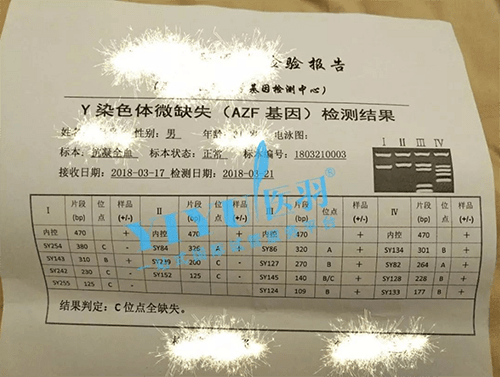 验报告
基因检测中心）
Y 染色体微缺失（AZF 基因）检测结果
性别：男 电泳图：
标本：抗凝全血 标本状态：正常 标本编号：1803210003
接收日期：2018-03-17 检测日期：2018-03-21
I II III IV
I 片段(bp) 位点 样品(+/-) II 片段(bp) 位点 样品(+/-) III 片段(bp) 位点 样品(+/-) IV 片段(bp) 位点 样品(+/-)
内控 470 + 内控 470 + 内控 470 + 内控 470 +
SY254 380 C - SY84 326 A + SY86 320 A + SY134 301 B +
SY143 310 B + 200 C - SY127 270 B + SY82 264 A +
SY242 230 C - SY152 125 C - SY145 140 B/C + SY128 228 B +
SY255 125 C - SY124 109 B + SY133 177 B +
结果判定：C 位点全缺失。
YIYU 医羽